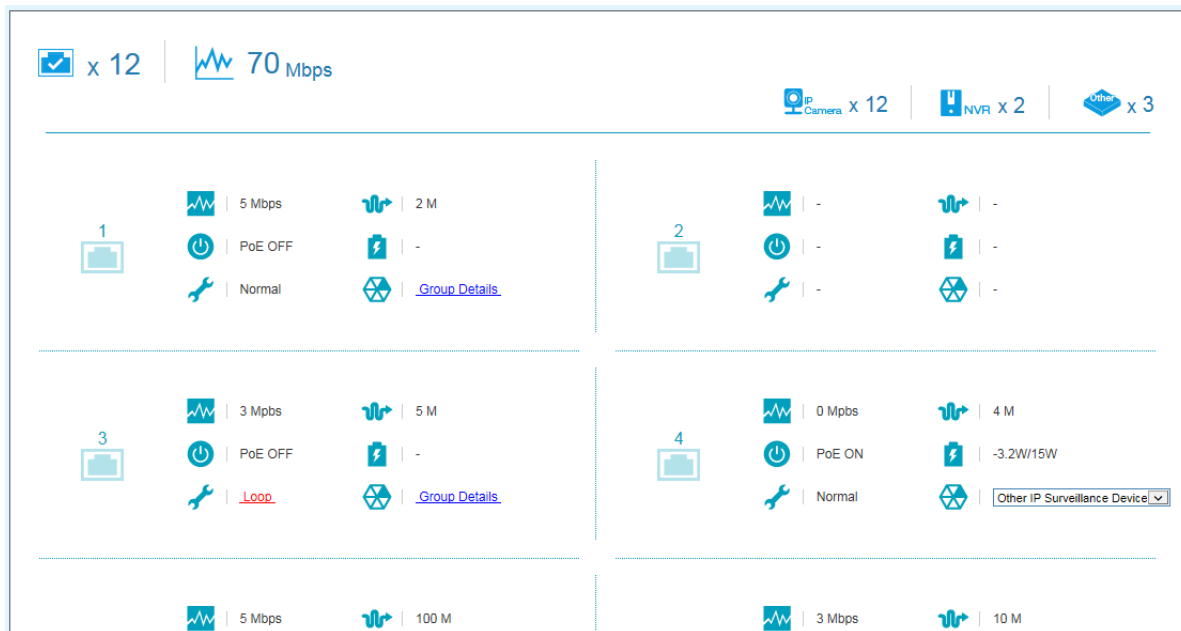 x 12 70 Mbps
IP Camera x 12 NVR x 2 Other x 3
1
5 Mbps 2 M
PoE OFF -
Normal Group Details
2
- -
- -
- -
3
3 Mpbs 5 M
PoE OFF -
Loop Group Details
4
0 Mpbs 4 M
PoE ON -3.2W/15W
Normal Other IP Surveillance Device
5 Mbps 100 M
3 Mbps 10 M